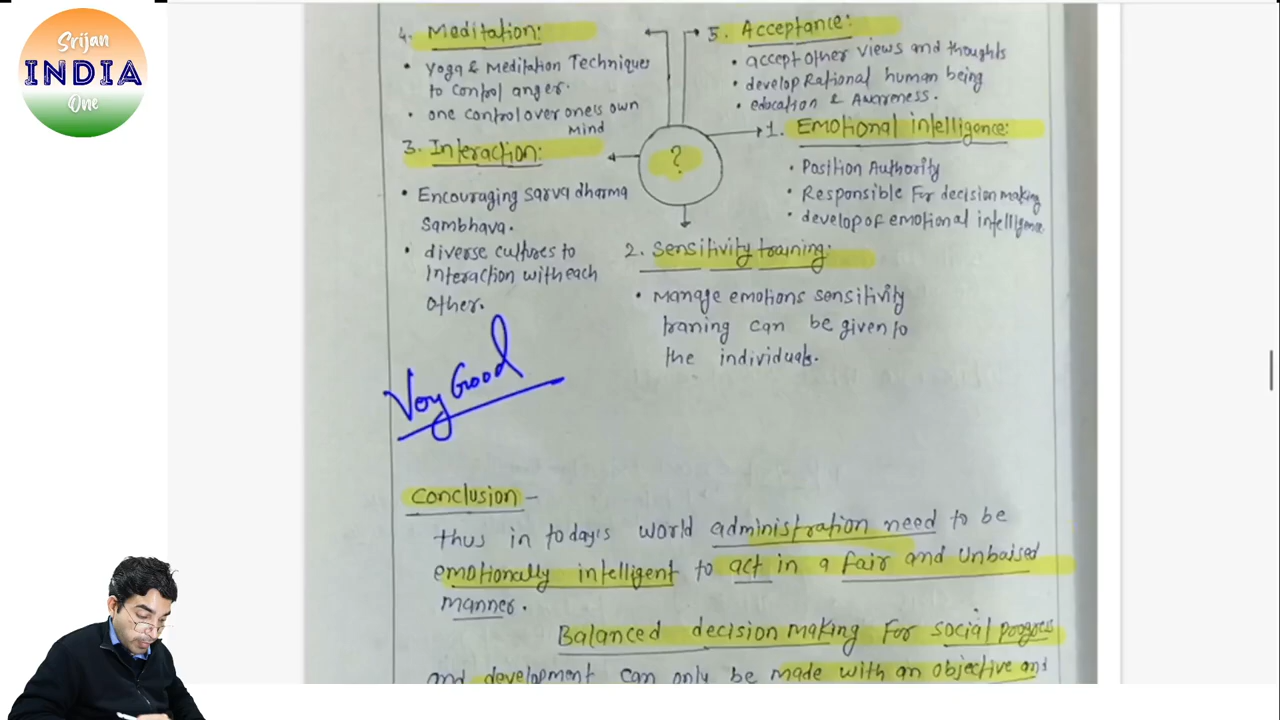 Srijan
INDIA
One
4. Meditation:
• Yoga & Meditation Techniques
to control anger.
• one control over one's own
Mind
3. Interaction:
• Encouraging sarva dharma
Sambhava.
• diverse cultures to
Interaction with each
Other.
5. Acceptance:
• accept other views and thoughts
• develop Rational human being
• education & Awareness.
?
1. EMotional intelligence:
• Position Authority
• Responsible For decision making
• develop of emotional intelligence
2. Sensitivity training:
• Manage emotions sensitivity
traning can be given to
the individuals.
Very Good
Conclusion -
thus in today's world administration need to be
emotionally intelligent to act in a fair and Unbaised
manner.
Balanced decision making For social progress
and development can only be made with an objective and